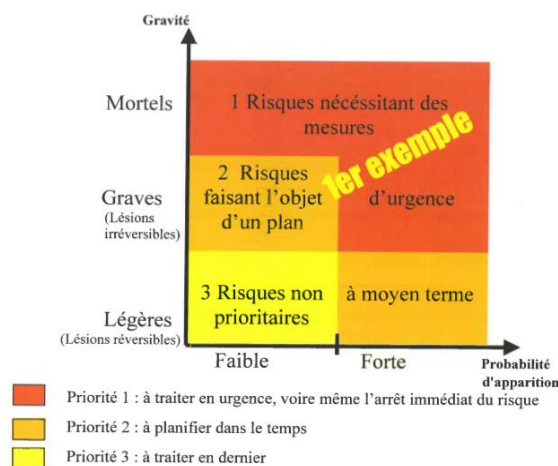 Gravité
Mortels
1 Risques nécéssitant des
mesures
1er exemple
Graves
(Lésions
irréversibles)
2 Risques
faisant l’objet
d’un plan
d’urgence
Légères
(Lésions réversibles)
3 Risques non
prioritaires
à moyen terme
Faible
Forte
Probabilité
d'apparition
Priorité 1 : à traiter en urgence, voire même l’arrêt immédiat du risque
Priorité 2 : à planifier dans le temps
Priorité 3 : à traiter en dernier